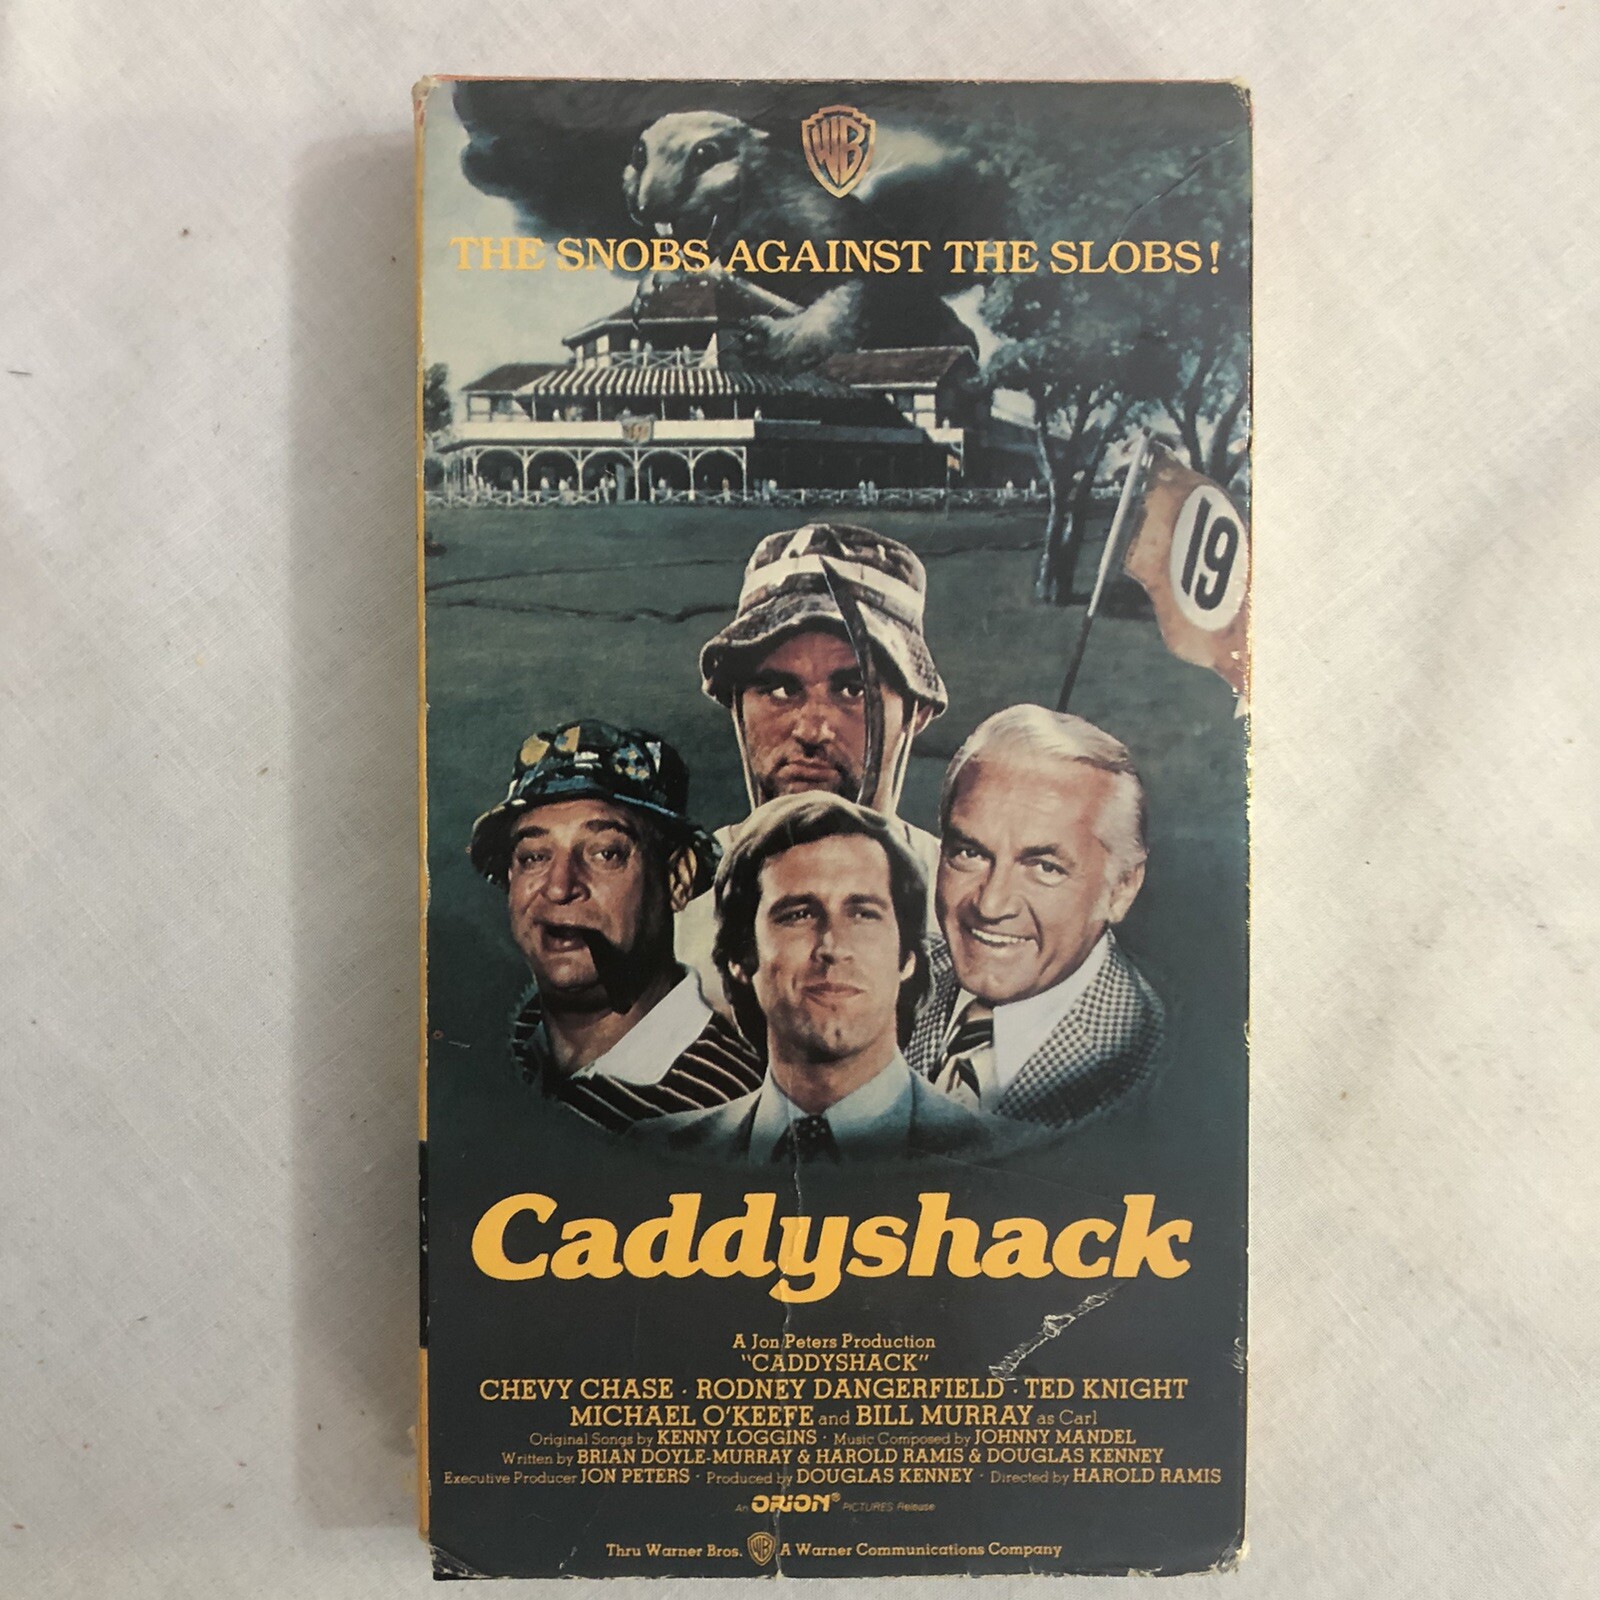 WB
THE SNOBS AGAINST THE SLOBS!
19
Caddyshack
A Jon Peters Production
"CADDYSHACK"
CHEVY CHASE · RODNEY DANGERFIELD · TED KNIGHT
MICHAEL O'KEEFE and BILL MURRAY as Carl
Original Songs by KENNY LOGGINS · Music Composed by JOHNNY MANDEL
Written by BRIAN DOYLE-MURRAY & HAROLD RAMIS & DOUGLAS KENNEY
Executive Producer JON PETERS · Produced by DOUGLAS KENNEY · Directed by HAROLD RAMIS
An ORION® PICTURES Release
Thru Warner Bros. WB A Warner Communications Company